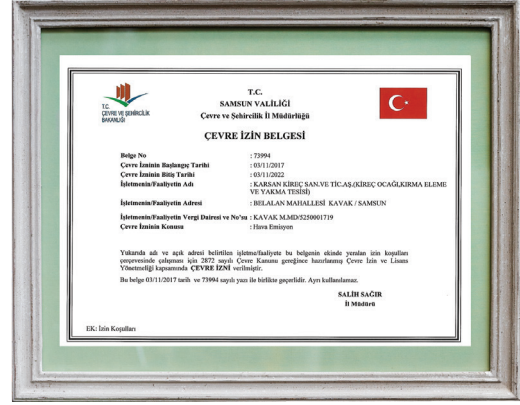 T.C.
ÇEVRE VE ŞEHİRCİLİK
BAKANLIĞI
T.C.
SAMSUN VALİLİĞİ
Çevre ve Şehircilik İl Müdürlüğü
ÇEVRE İZİN BELGESİ
Belge No : 73994
Çevre İzninin Başlangıç Tarihi : 03/11/2017
Çevre İzninin Bitiş Tarihi : 03/11/2022
İşletmenin/Faaliyetin Adı : KARSAN KİREÇ SAN.VE TİC.AŞ.(KİREÇ OCAĞI,KIRMA ELEME
VE YAKMA TESİSİ)
İşletmenin/Faaliyetin Adresi : BELALAN MAHALLESİ KAVAK / SAMSUN
İşletmenin/Faaliyetin Vergi Dairesi ve No'su : KAVAK M.MD/5250001719
Çevre İzninin Konusu : Hava Emisyon
Yukarıda adı ve açık adresi belirtilen işletme/faaliyete bu belgenin ekinde yeralan izin koşulları
çerçevesinde çalışması için 2872 sayılı Çevre Kanunu gereğince hazırlanmış Çevre İzin ve Lisans
Yönetmeliği kapsamında ÇEVRE İZNİ verilmiştir.
Bu belge 03/11/2017 tarih ve 73994 sayılı yazı ile birlikte geçerlidir. Ayrı kullanılamaz.
SALİH SAĞIR
İl Müdürü
EK: İzin Koşulları